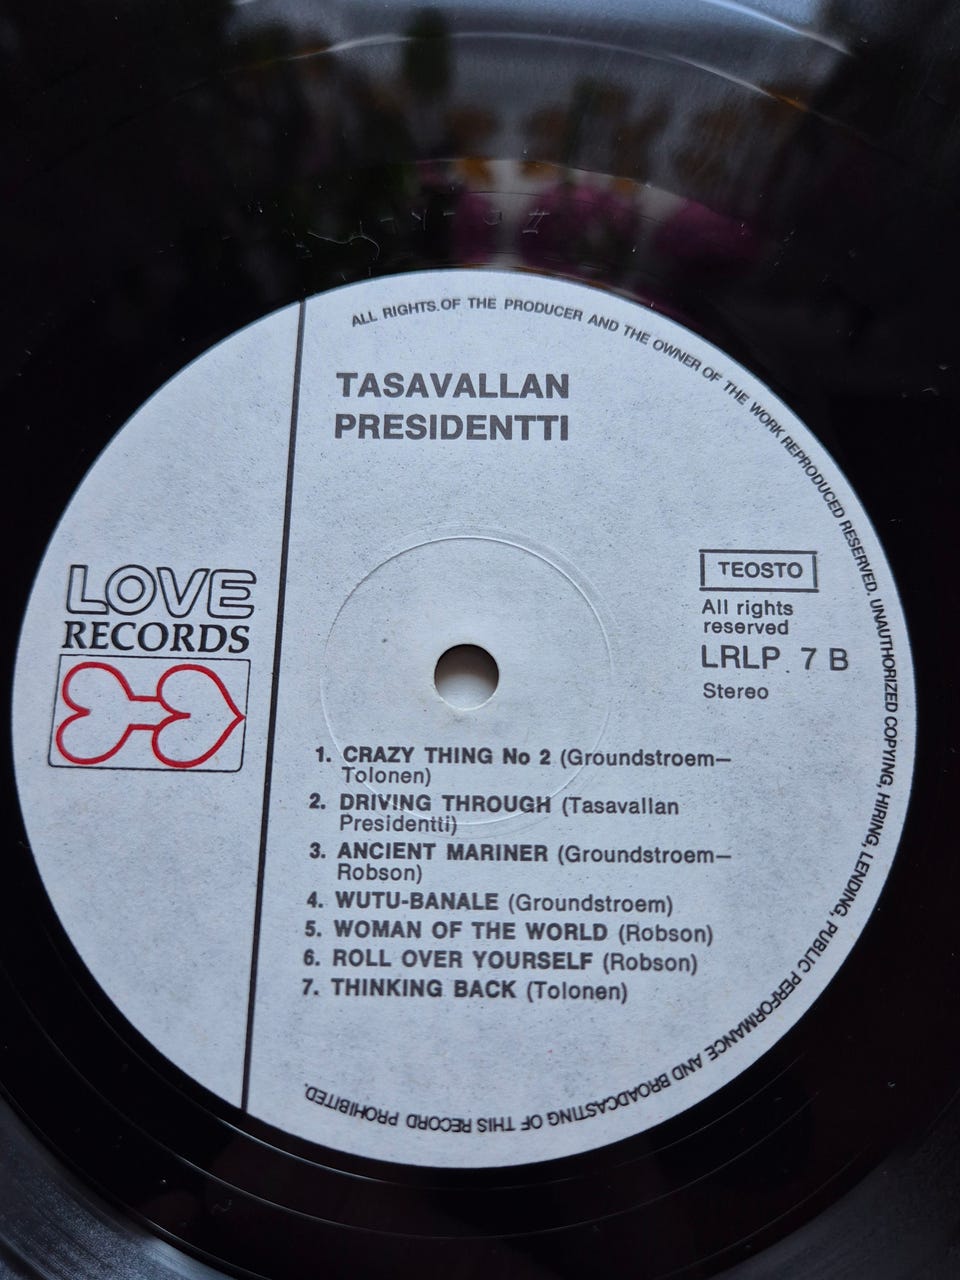 ALL RIGHTS OF THE PRODUCER AND THE OWNER OF THE WORK REPRODUCED RESERVED. UNAUTHORIZED COPYING, HIRING, LENDING, PUBLIC PERFORMANCE AND BROADCASTING OF THIS RECORD PROHIBITED.
TASAVALLAN
PRESIDENTTI
LOVE
RECORDS
TEOSTO
All rights
reserved
LRLP 7 B
Stereo
1. CRAZY THING No 2 (Groundstroem—
Tolonen)
2. DRIVING THROUGH (Tasavallan
Presidentti)
3. ANCIENT MARINER (Groundstroem—
Robson)
4. WUTU-BANALE (Groundstroem)
5. WOMAN OF THE WORLD (Robson)
6. ROLL OVER YOURSELF (Robson)
7. THINKING BACK (Tolonen)